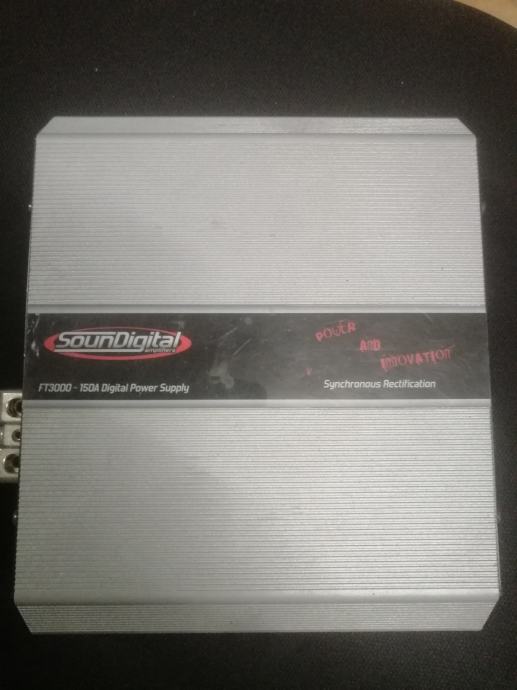 SounDigital
amplifiers
FT3000 - 150A Digital Power Supply
POWER
AND
INNOVATION
Synchronous Rectification